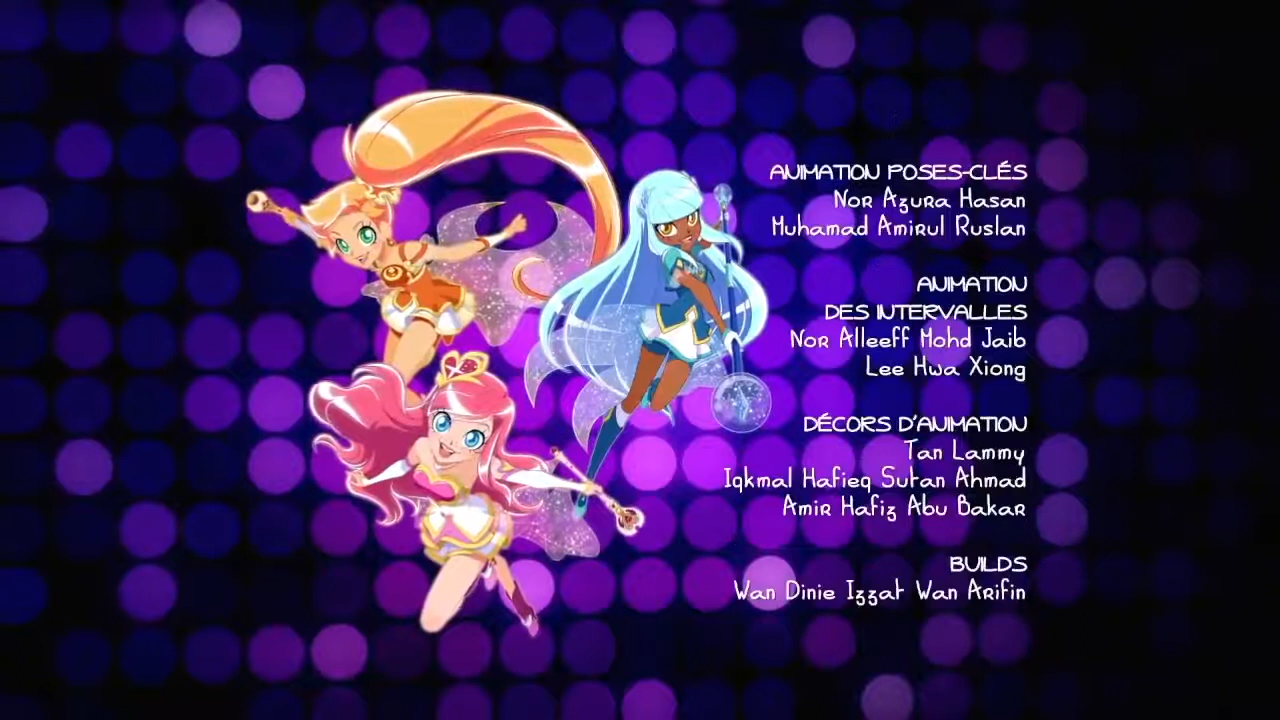 ANIMATION POSES-CLÉS
Nor Azura Hasan
Muhamad Amirul Ruslan
ANIMATION
DES INTERVALLES
Nor Alleeff Mohd Jaib
Lee Hwa Xiong
DÉCORS D'ANIMATION
Tan Lammy
Iqkmal Hafieq Sutan Ahmad
Amir Hafiz Abu Bakar
BUILDS
Wan Dinie Izzat Wan Arifin